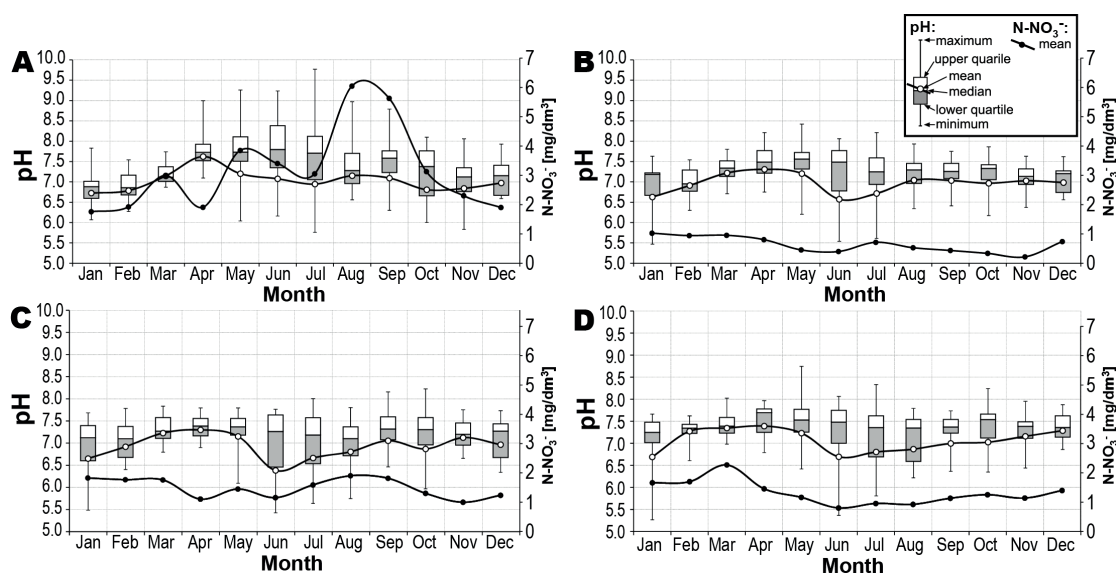 pH:
N-NO₃⁻:
maximum
mean
upper quarile
mean
median
lower quartile
minimum
A
10.0
9.5
9.0
8.5
8.0
7.5
7.0
6.5
6.0
5.5
5.0
pH
7
6
5
4
3
2
1
0
N-NO₃⁻ [mg/dm³]
Jan Feb Mar Apr May Jun Jul Aug Sep Oct Nov Dec
Month
B
10.0
9.5
9.0
8.5
8.0
7.5
7.0
6.5
6.0
5.5
5.0
pH
7
6
5
4
3
2
1
0
N-NO₃⁻ [mg/dm³]
Jan Feb Mar Apr May Jun Jul Aug Sep Oct Nov Dec
Month
C
10.0
9.5
9.0
8.5
8.0
7.5
7.0
6.5
6.0
5.5
5.0
pH
7
6
5
4
3
2
1
0
N-NO₃⁻ [mg/dm³]
Jan Feb Mar Apr May Jun Jul Aug Sep Oct Nov Dec
Month
D
10.0
9.5
9.0
8.5
8.0
7.5
7.0
6.5
6.0
5.5
5.0
pH
7
6
5
4
3
2
1
0
N-NO₃⁻ [mg/dm³]
Jan Feb Mar Apr May Jun Jul Aug Sep Oct Nov Dec
Month